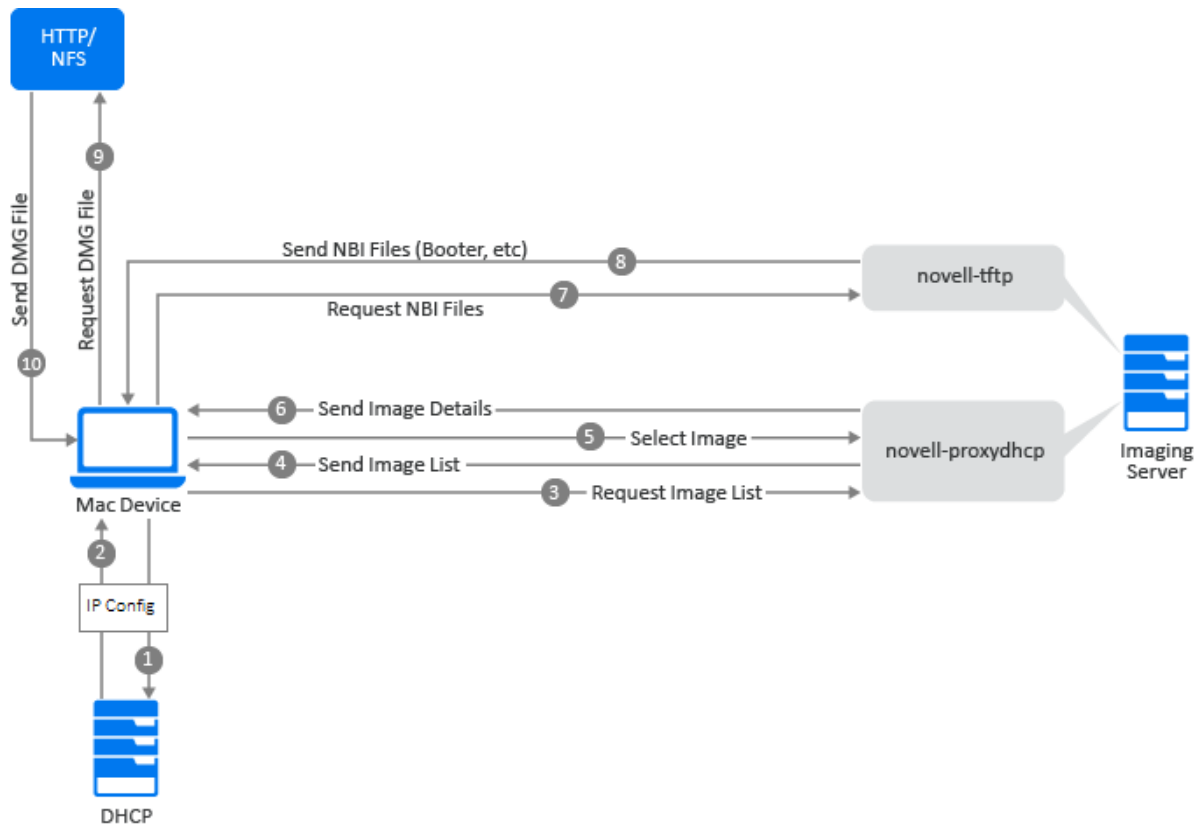 HTTP/
NFS
9
Send DMG File
Request DMG File
10
Send NBI Files (Booter, etc)
8
novell-tftp
7
Request NBI Files
6
Send Image Details
5
Select Image
4
Send Image List
novell-proxydhcp
3
Request Image List
Imaging
Server
Mac Device
2
IP Config
1
DHCP